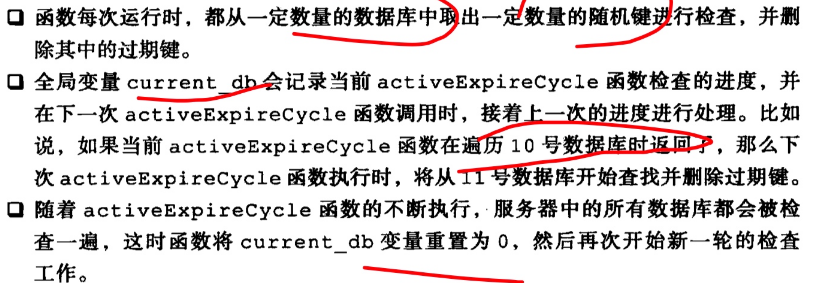 ❑ 函数每次运行时，都从一定数量的数据库中取出一定数量的随机键进行检查，并删
除其中的过期键。
❑ 全局变量 current_db 会记录当前 activeExpireCycle 函数检查的进度，并
在下一次 activeExpireCycle 函数调用时，接着上一次的进度进行处理。比如
说，如果当前 activeExpireCycle 函数在遍历 10 号数据库时返回了，那么下
次 activeExpireCycle 函数执行时，将从 11 号数据库开始查找并删除过期键。
❑ 随着 activeExpireCycle 函数的不断执行，服务器中的所有数据库都会被检
查一遍，这时函数将 current_db 变量重置为 0，然后再次开始新一轮的检查
工作。